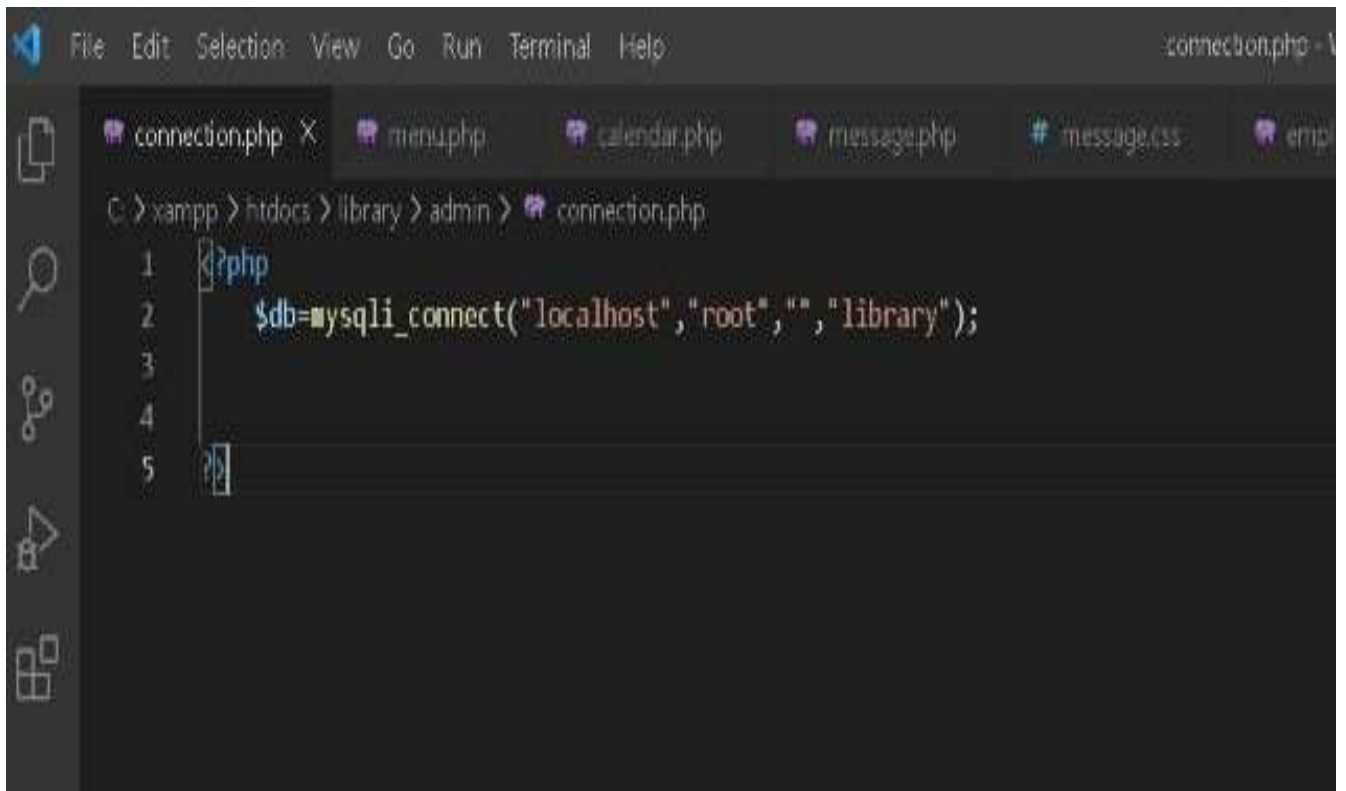 File Edit Selection View Go Run Terminal Help connection.php -
connection.php X menu.php calendar.php message.php # message.css empl
C: > xampp > htdocs > library > admin > connection.php
1 <?php
2 $db=mysqli_connect("localhost","root","","library");
3
4
5 ?>